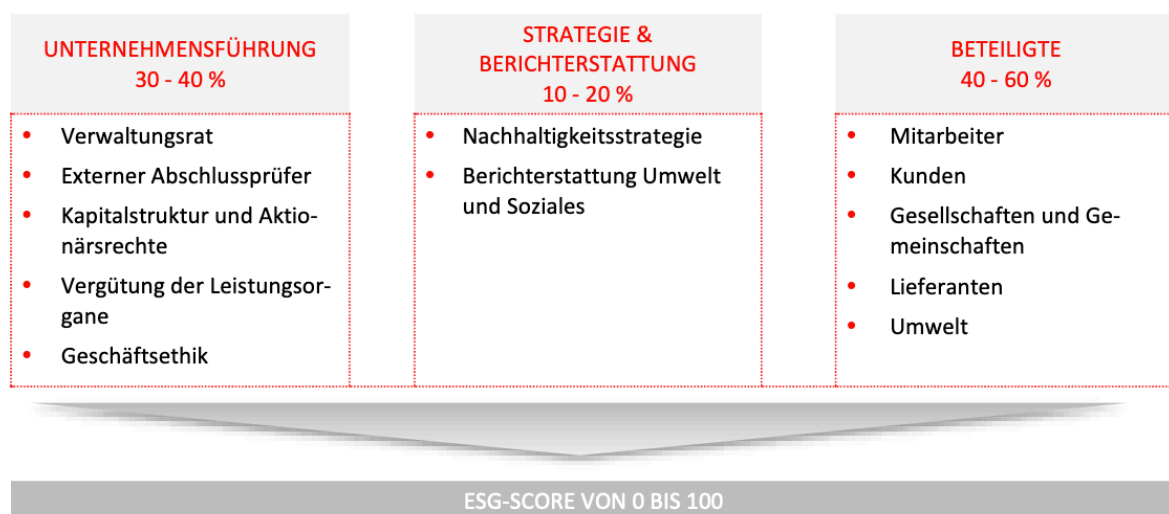 UNTERNEHMENSFÜHRUNG
30 - 40 %
• Verwaltungsrat
• Externer Abschlussprüfer
• Kapitalstruktur und Aktio-
närsrechte
• Vergütung der Leistungsor-
gane
• Geschäftsethik
STRATEGIE &
BERICHTERSTATTUNG
10 - 20 %
• Nachhaltigkeitsstrategie
• Berichterstattung Umwelt
und Soziales
BETEILIGTE
40 - 60 %
• Mitarbeiter
• Kunden
• Gesellschaften und Ge-
meinschaften
• Lieferanten
• Umwelt
ESG-SCORE VON 0 BIS 100